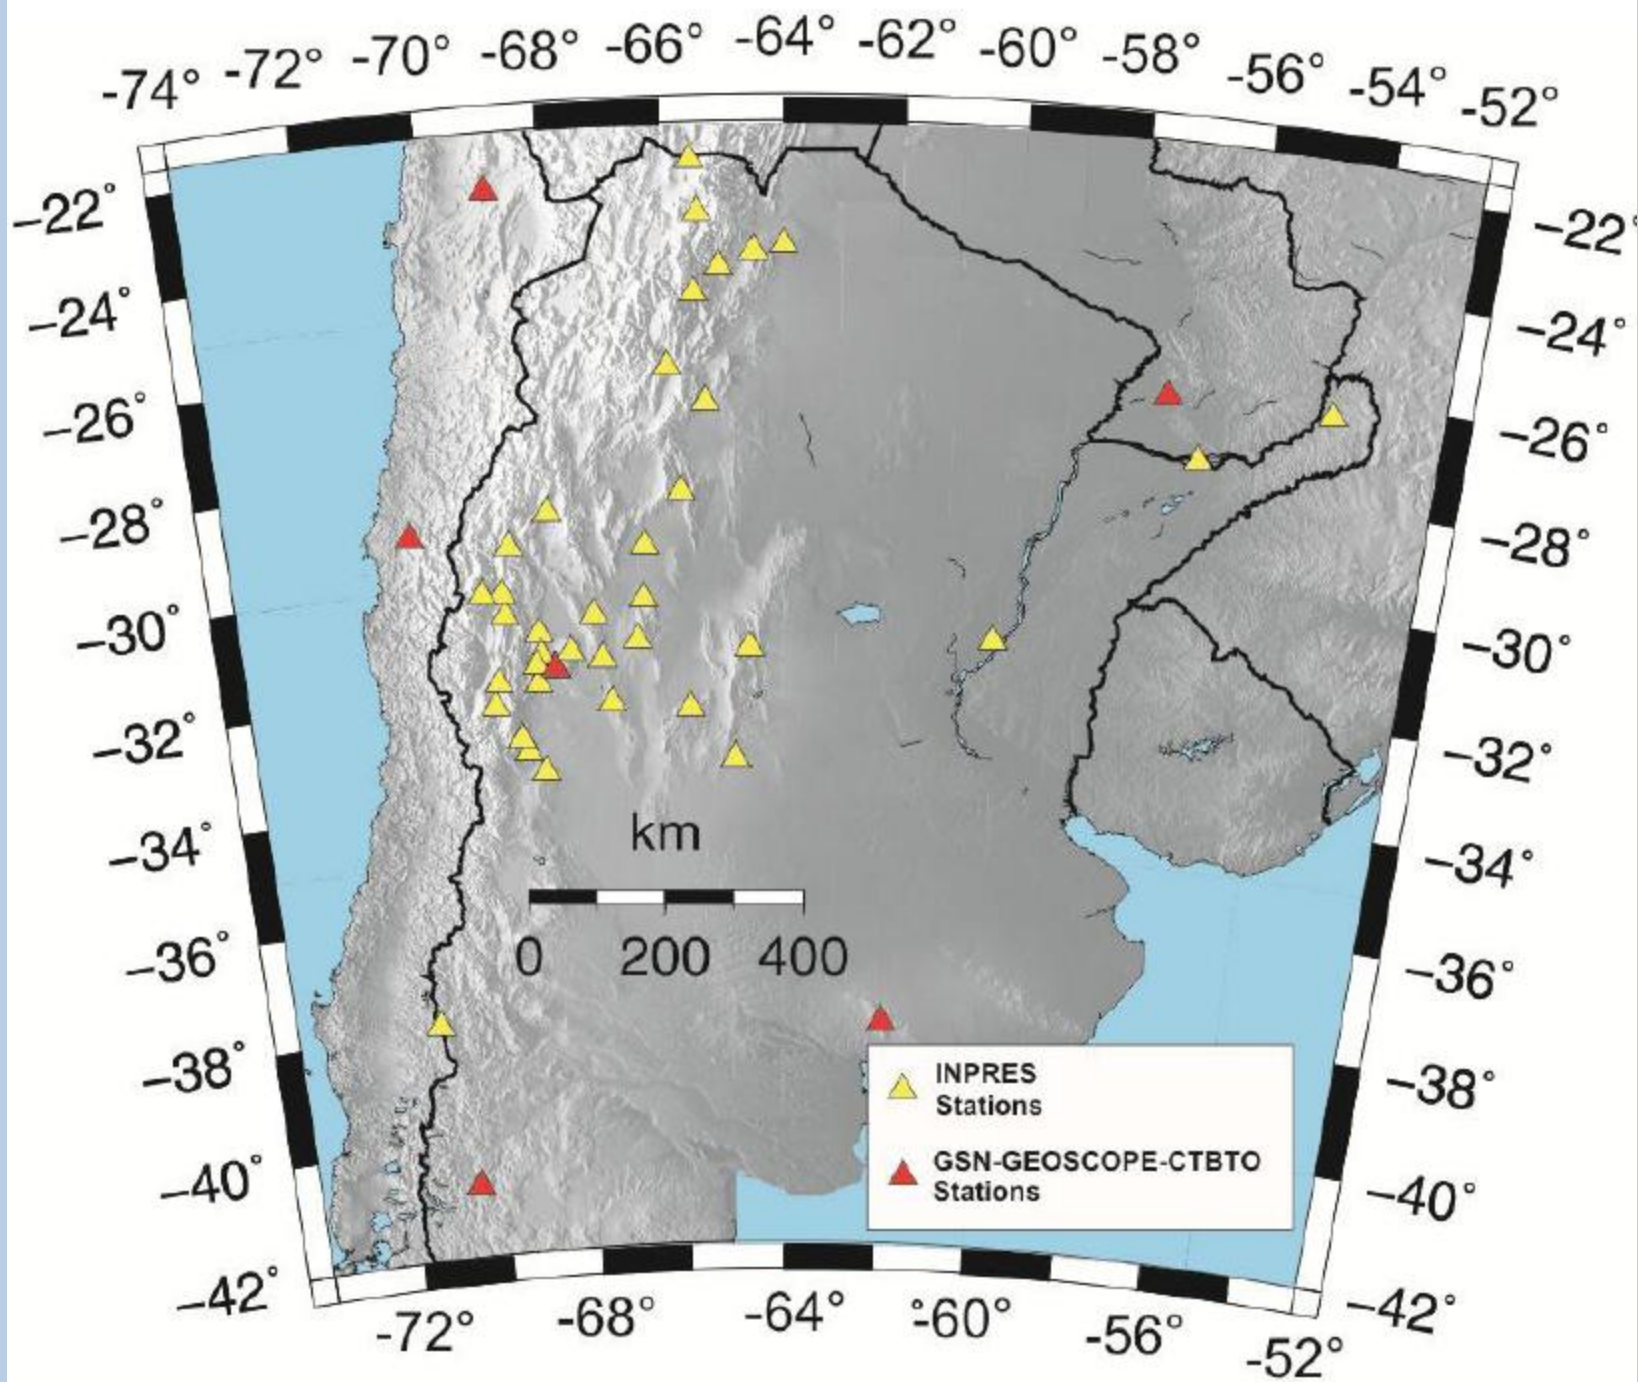 -74° -72° -70° -68° -66° -64° -62° -60° -58° -56° -54° -52°
−22° −22°
−24° −24°
−26° −26°
−28° −28°
−30° −30°
−32° −32°
km
−34° −34°
0 200 400
−36° −36°
INPRES
Stations
−38° −38°
GSN-GEOSCOPE-CTBTO
Stations
−40° −40°
−42° −42°
-72° -68° -64° -60° -56° -52°